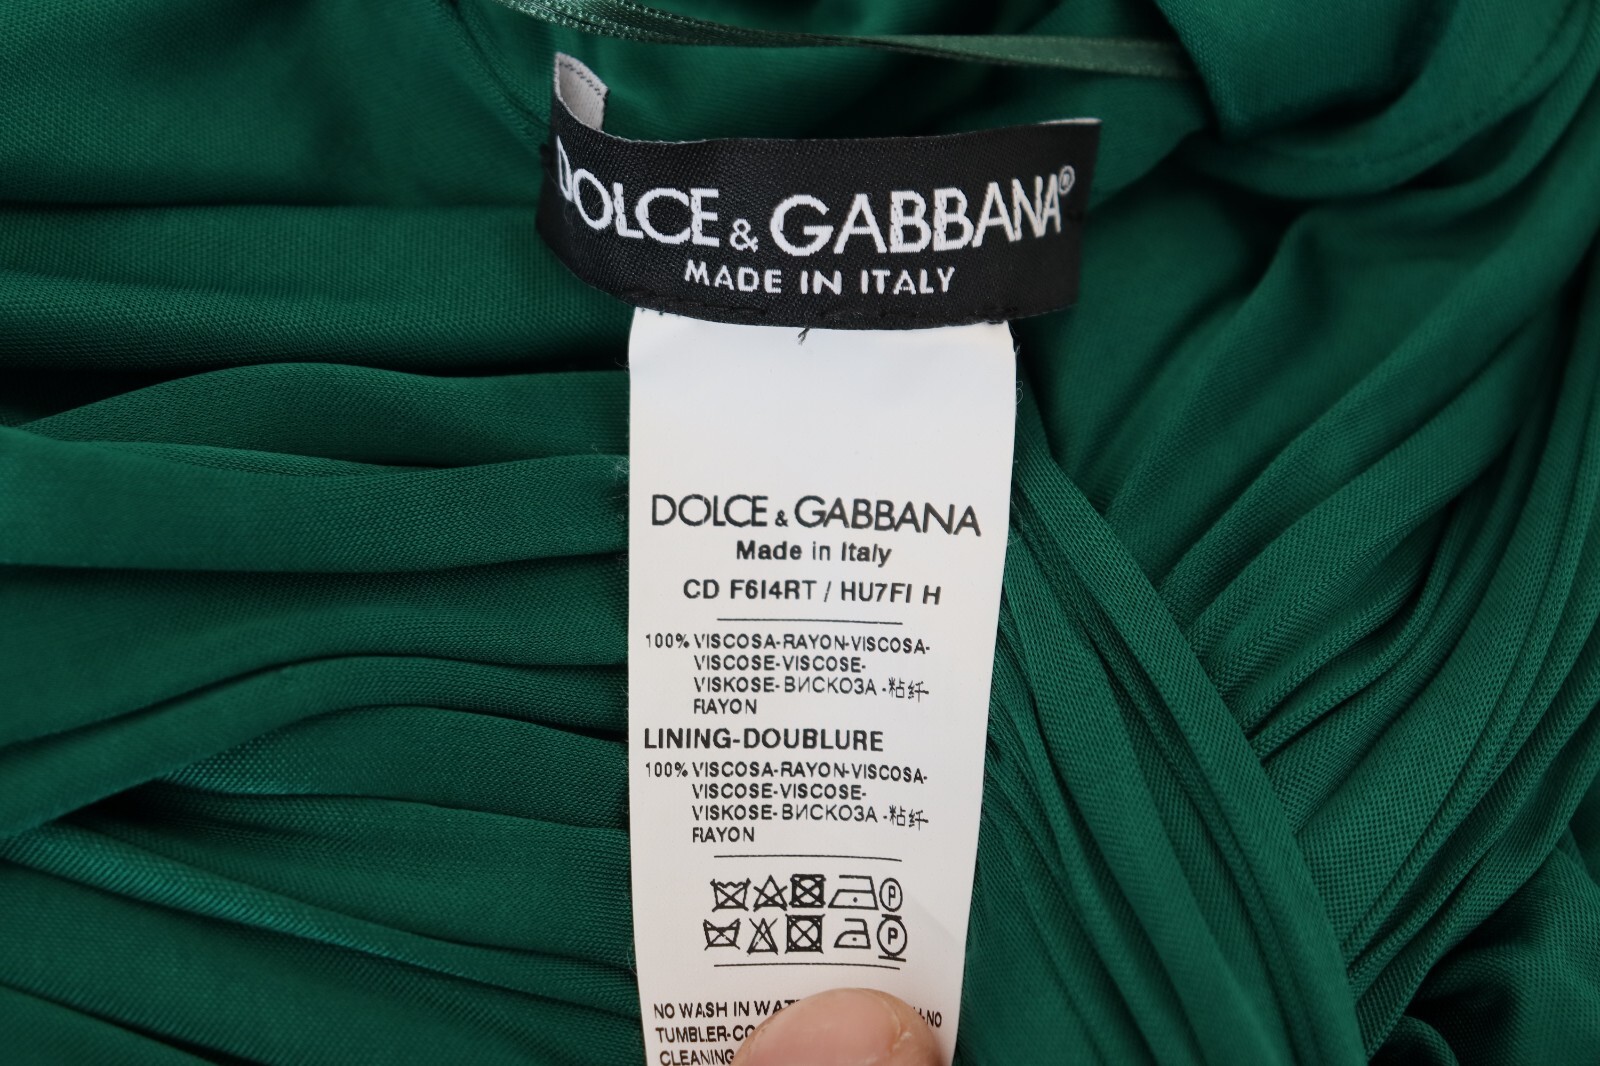 DOLCE & GABBANA®
MADE IN ITALY
DOLCE & GABBANA
Made in Italy
CD F6I4RT / HU7FI H
100% VISCOSA-RAYON-VISCOSA-
VISCOSE-VISCOSE-
VISKOSE-ВИСКОЗА-粘纤
RAYON
LINING-DOUBLURE
100% VISCOSA-RAYON-VISCOSA-
VISCOSE-VISCOSE-
VISKOSE-ВИСКОЗА-粘纤
RAYON
P
P
NO WASH IN -NO
TUMBLER-
CLEANING